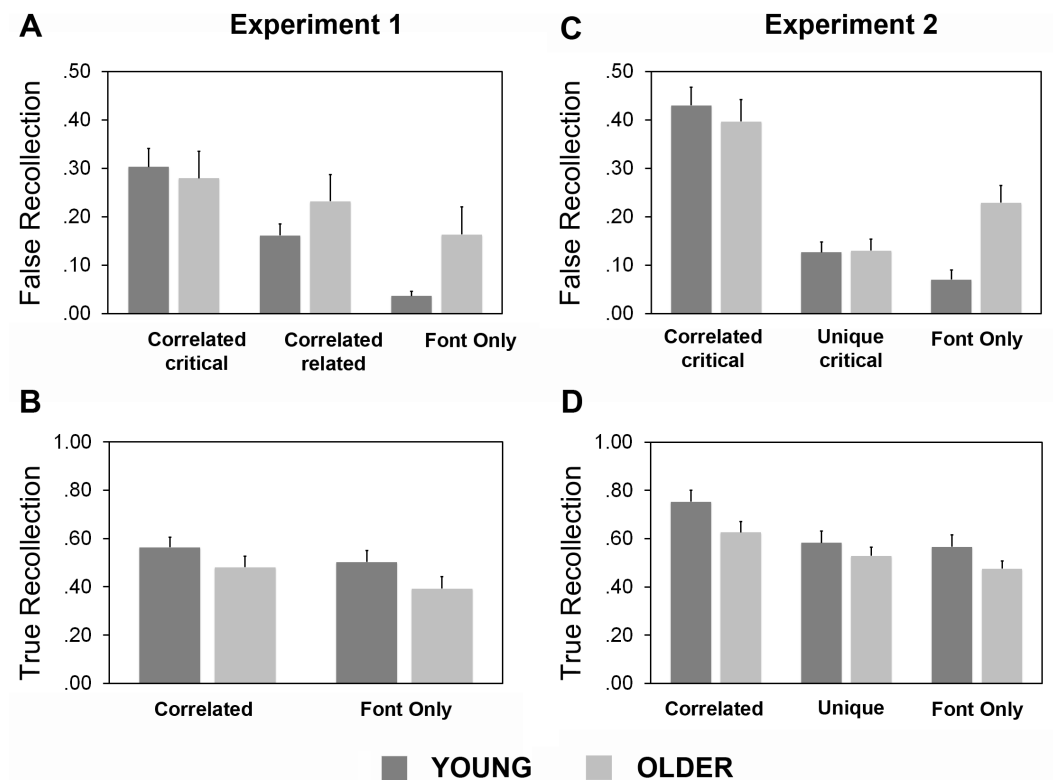 A
Experiment 1
False Recollection
.50
.40
.30
.20
.10
.00
Correlated
critical
Correlated
related
Font Only
B
True Recollection
1.00
.80
.60
.40
.20
.00
Correlated
Font Only
C
Experiment 2
False Recollection
.50
.40
.30
.20
.10
.00
Correlated
critical
Unique
critical
Font Only
D
True Recollection
1.00
.80
.60
.40
.20
.00
Correlated
Unique
Font Only
YOUNG
OLDER